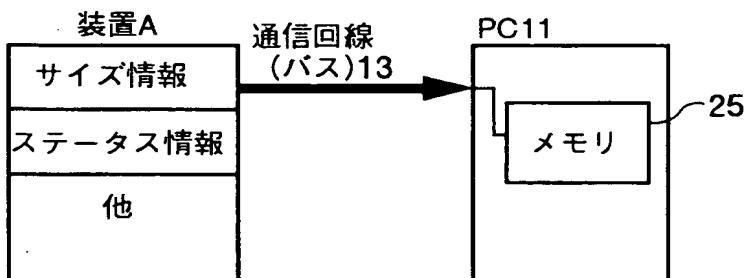 装置A
サイズ情報
ステータス情報
他
通信回線
(バス)13
PC11
メモリ
25